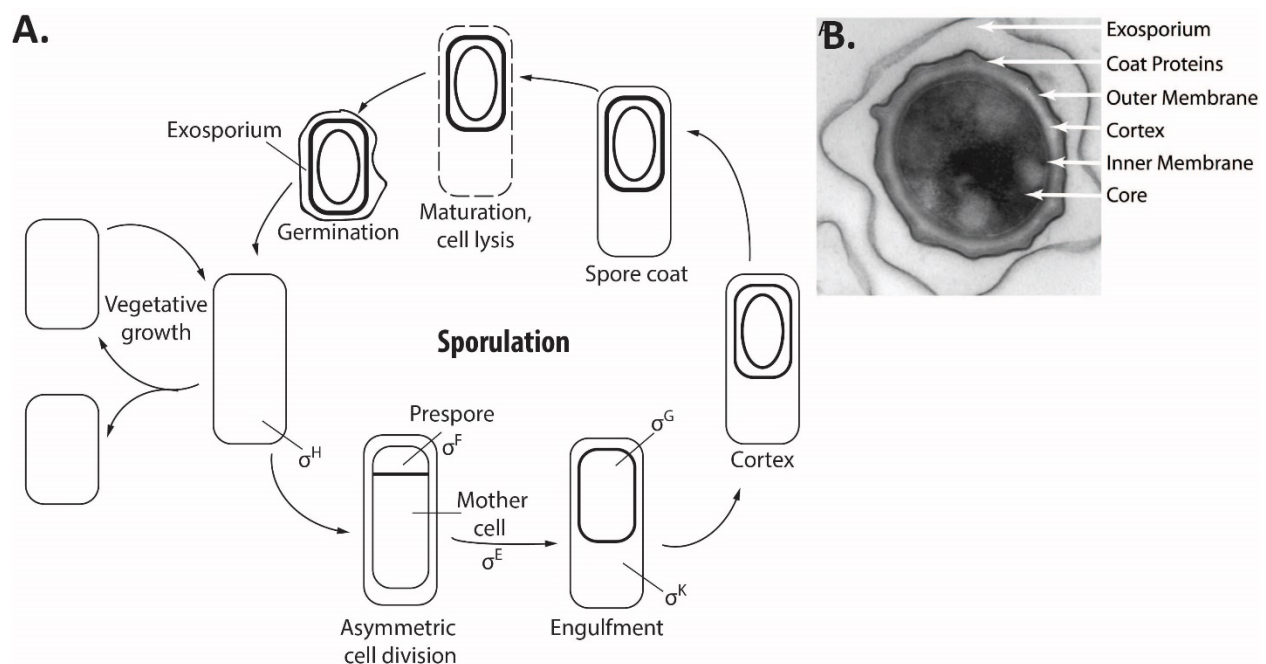 A.
Exosporium
Germination
Maturation,
cell lysis
Spore coat
Vegetative
growth
Sporulation
σH
Prespore
σF
Mother
cell
σE
Asymmetric
cell division
σG
σK
Engulfment
Cortex
A
B.
Exosporium
Coat Proteins
Outer Membrane
Cortex
Inner Membrane
Core